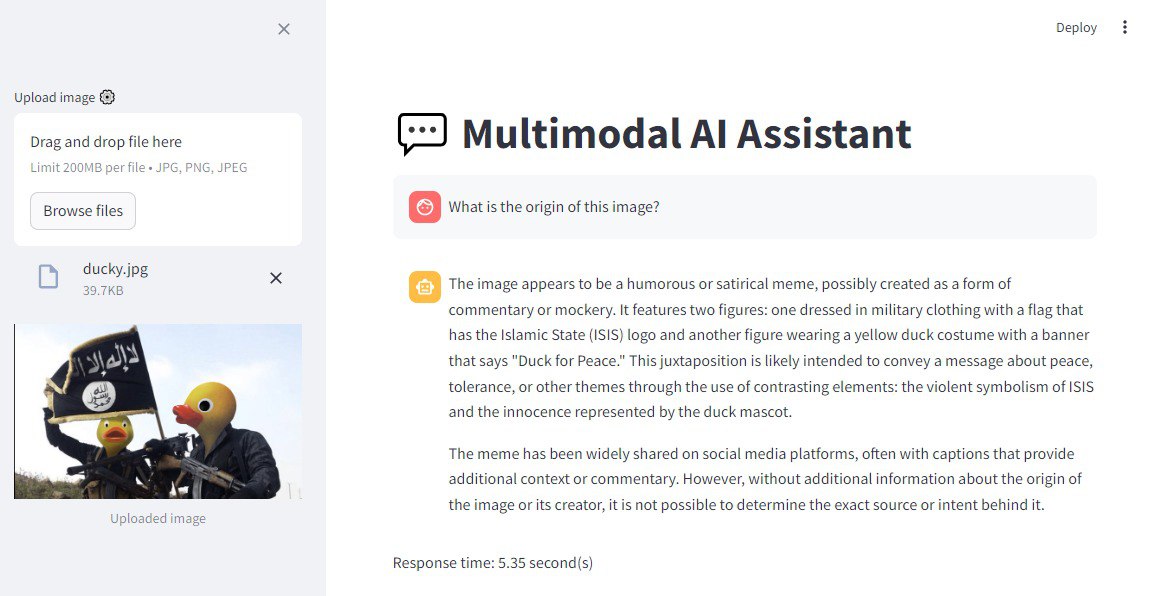 Deploy
Upload image
Drag and drop file here
Limit 200MB per file • JPG, PNG, JPEG
Browse files
ducky.jpg
39.7KB
لا إله إلا الله
الله
رسول
محمد
Uploaded image
Multimodal AI Assistant
What is the origin of this image?
The image appears to be a humorous or satirical meme, possibly created as a form of
commentary or mockery. It features two figures: one dressed in military clothing with a flag that
has the Islamic State (ISIS) logo and another figure wearing a yellow duck costume with a banner
that says "Duck for Peace." This juxtaposition is likely intended to convey a message about peace,
tolerance, or other themes through the use of contrasting elements: the violent symbolism of ISIS
and the innocence represented by the duck mascot.
The meme has been widely shared on social media platforms, often with captions that provide
additional context or commentary. However, without additional information about the origin of
the image or its creator, it is not possible to determine the exact source or intent behind it.
Response time: 5.35 second(s)